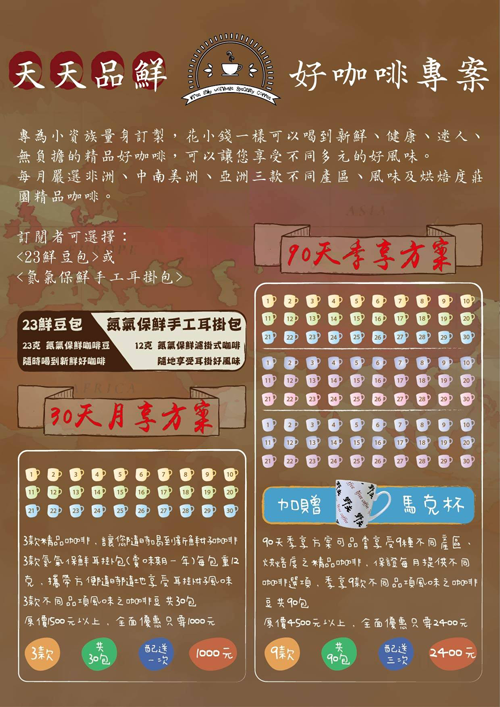 天天品鮮 好咖啡專案
專為小資族量身訂製，花小錢一樣可以喝到新鮮、健康、迷人、
無負擔的精品好咖啡，可以讓您享受不同多元的好風味。
每月嚴選非洲、中南美洲、亞洲三款不同產區、風味及烘焙度莊
園精品咖啡。
訂閱者可選擇：
<23鮮豆包>或
<氮氣保鮮手工耳掛包>
23鮮豆包 氮氣保鮮手工耳掛包
23克 氮氣保鮮咖啡豆 12克 氮氣保鮮濾掛式咖啡
隨時喝到新鮮好咖啡 隨地享受耳掛好風味
30天月享方案
1 2 3 4 5 6 7 8 9 10
11 12 13 14 15 16 17 18 19 20
21 22 23 24 25 26 27 28 29 30
3款精品咖啡，讓您隨時喝到新鮮好咖啡
3款氮氣保鮮耳掛包(賞味期一年)每包重12
克，攜帶方便隨時隨地享受耳掛好風味
3款不同品項風味之咖啡豆共30包
原價1500元以上，全面優惠只需1000元
3款 共30包 配送一次 1000元
90天季享方案
1 2 3 4 5 6 7 8 9 10
11 12 13 14 15 16 17 18 19 20
21 22 23 24 25 26 27 28 29 30
1 2 3 4 5 6 7 8 9 10
11 12 13 14 15 16 17 18 19 20
21 22 23 24 25 26 27 28 29 30
1 2 3 4 5 6 7 8 9 10
11 12 13 14 15 16 17 18 19 20
21 22 23 24 25 26 27 28 29 30
加贈 馬克杯
90天季享方案可品嘗享受9種不同產區、
烘焙度之精品咖啡，保證每月提供不同
咖啡選項，季享9款不同品項風味之咖啡
豆共90包
原價4500元以上，全面優惠只需2400元
9款 共90包 配送三次 2400元